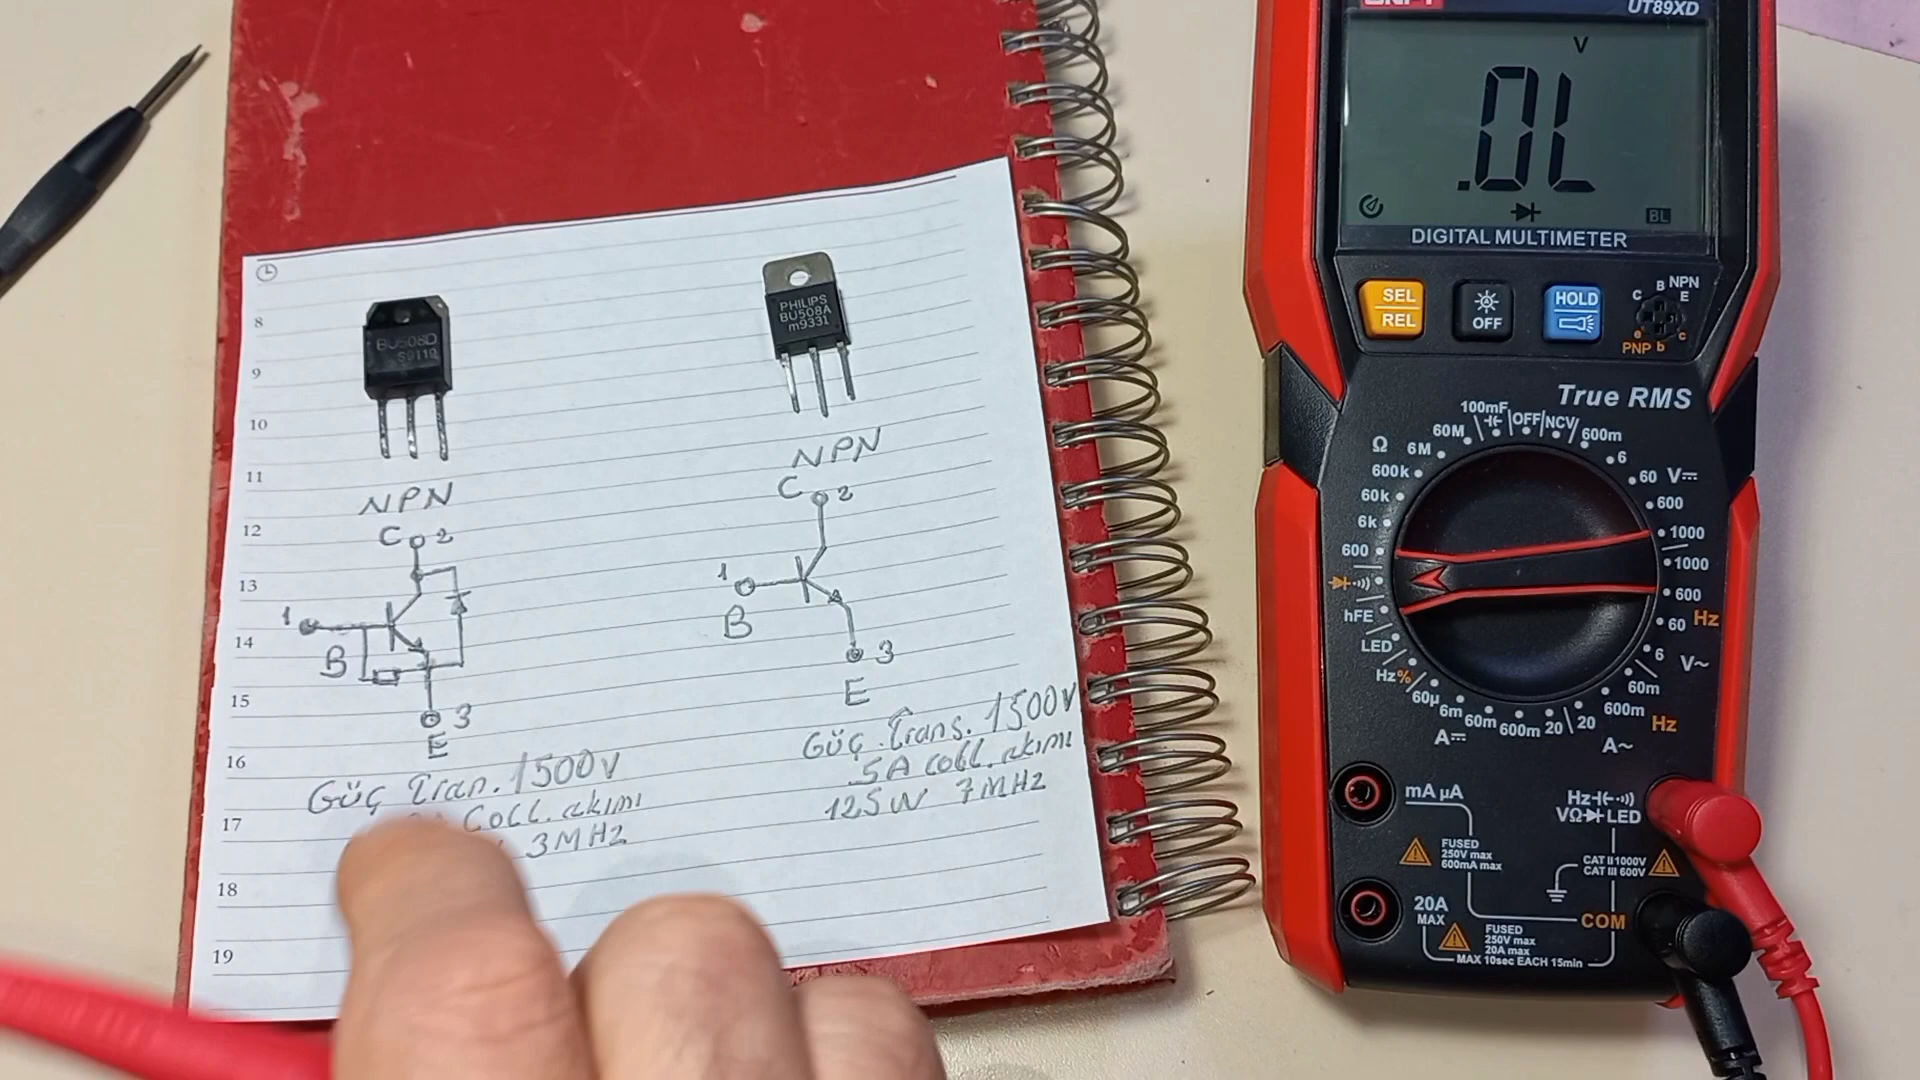 8
9
10
11
12
13
14
15
16
17
18
19
BU508D
S9110
NPN
C 2
1
B
3
E
Güç Tran. 1500V
Coll. akımı
3MHz
PHILIPS
BU508A
m9331
NPN
C 2
1
B
3
E
Güç Trans. 1500V
5A coll. akımı
125W 7MHz
UNI-T
UT89XD
V
.0L
BL
DIGITAL MULTIMETER
SEL
REL
OFF
HOLD
B NPN
C E
e c
PNP b
True RMS
100mF
OFF
NCV
600m
6
60
V
600
1000
1000
600
60
Hz
6
V~
60m
600m
Hz
20
A~
20
600m
60m
6m
60µ
A
Hz%
LED
hFE
600
6k
60k
600k
6M
60M
Ω
mA µA
Hz
VΩ LED
FUSED
250V max
600mA max
CAT II 1000V
CAT III 600V
20A
MAX
COM
FUSED
250V max
20A max
MAX 10sec EACH 15min